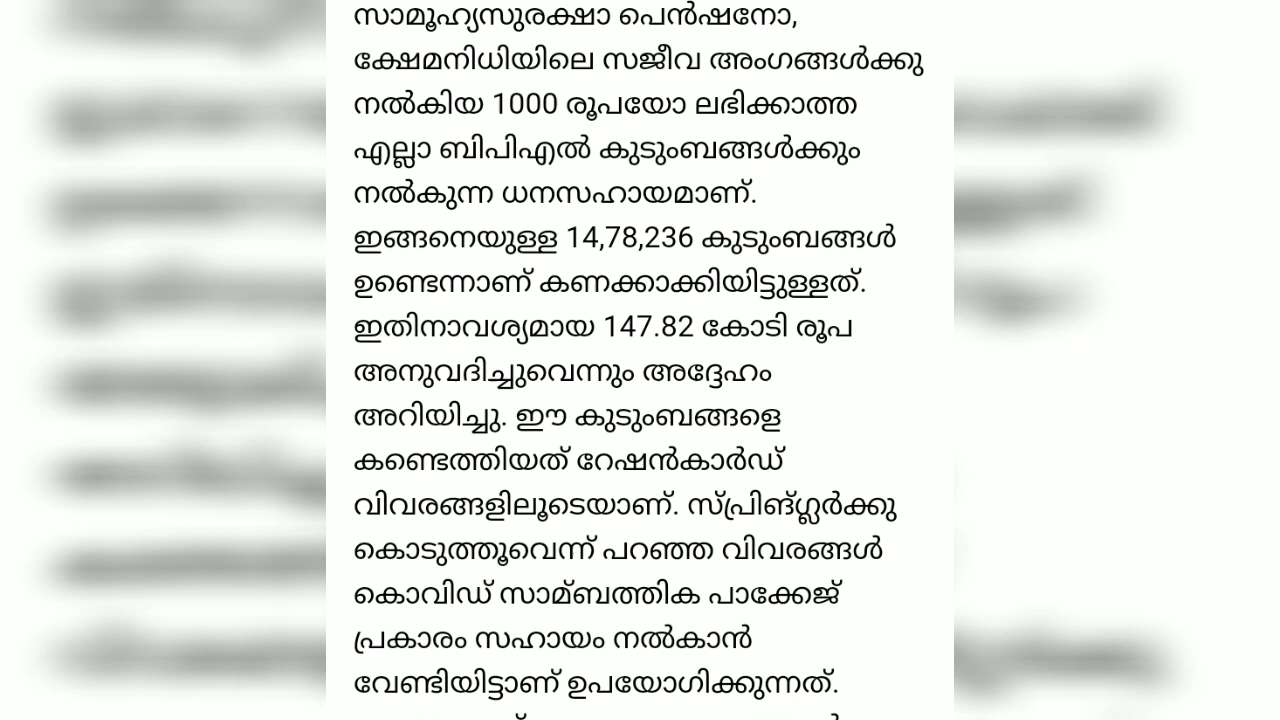 സാമൂഹ്യസുരക്ഷാ പെൻഷനോ,
ക്ഷേമനിധിയിലെ സജീവ അംഗങ്ങൾക്കു
നൽകിയ 1000 രൂപയോ ലഭിക്കാത്ത
എല്ലാ ബിപിഎൽ കുടുംബങ്ങൾക്കും
നൽകുന്ന ധനസഹായമാണ്.
ഇങ്ങനെയുള്ള 14,78,236 കുടുംബങ്ങൾ
ഉണ്ടെന്നാണ് കണക്കാക്കിയിട്ടുള്ളത്.
ഇതിനാവശ്യമായ 147.82 കോടി രൂപ
അനുവദിച്ചുവെന്നും അദ്ദേഹം
അറിയിച്ചു. ഈ കുടുംബങ്ങളെ
കണ്ടെത്തിയത് റേഷൻകാർഡ്
വിവരങ്ങളിലൂടെയാണ്. സ്പ്രിങ്ഗ്ലർക്കു
കൊടുത്തൂവെന്ന് പറഞ്ഞ വിവരങ്ങൾ
കൊവിഡ് സാമ്ബത്തിക പാക്കേജ്
പ്രകാരം സഹായം നൽകാൻ
വേണ്ടിയിട്ടാണ് ഉപയോഗിക്കുന്നത്.